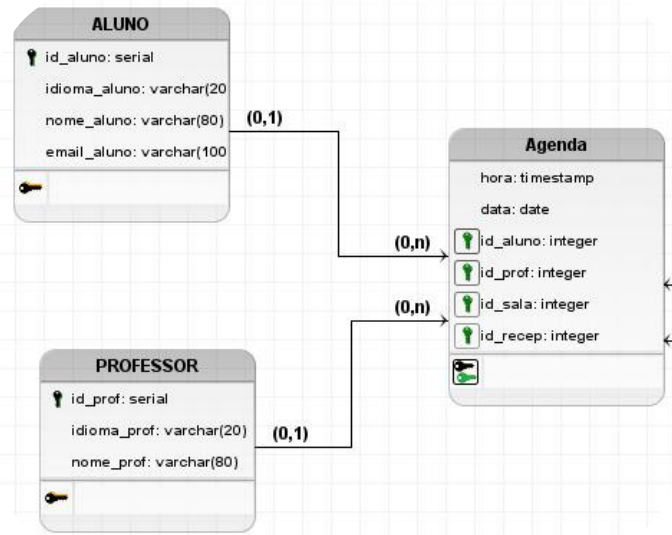 ALUNO
id_aluno: serial
idioma_aluno: varchar(20
nome_aluno: varchar(80)
email_aluno: varchar(100
(0,1)
(0,n)
Agenda
hora: timestamp
data: date
id_aluno: integer
id_prof: integer
id_sala: integer
id_recep: integer
(0,n)
PROFESSOR
id_prof: serial
idioma_prof: varchar(20)
nome_prof: varchar(80)
(0,1)